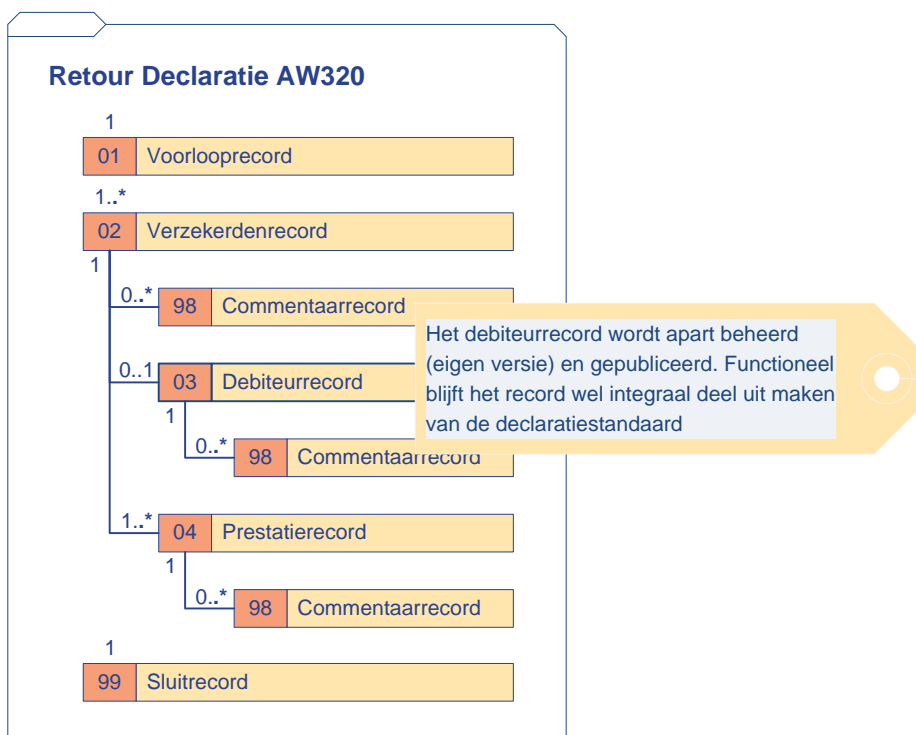 Retour Declaratie AW320
1
01 Voorlooprecord
1..*
02 Verzekerdenrecord
1
0..*
98 Commentaarrecord
Het debiteurrecord wordt apart beheerd
(eigen versie) en gepubliceerd. Functioneel
blijft het record wel integraal deel uit maken
van de declaratiestandaard
0..1
03 Debiteurrecord
1
0..*
98 Commentaarrecord
1..*
04 Prestatierecord
1
0..*
98 Commentaarrecord
1
99 Sluitrecord